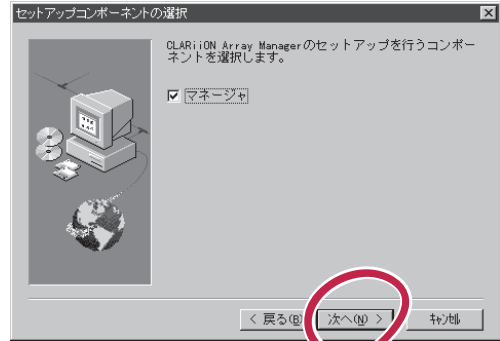 セットアップコンポーネントの選択
CLARiiON Array Managerのセットアップを行うコンポー
ネントを選択します。
マネージャ
< 戻る(B) 次へ(N) > キャンセル